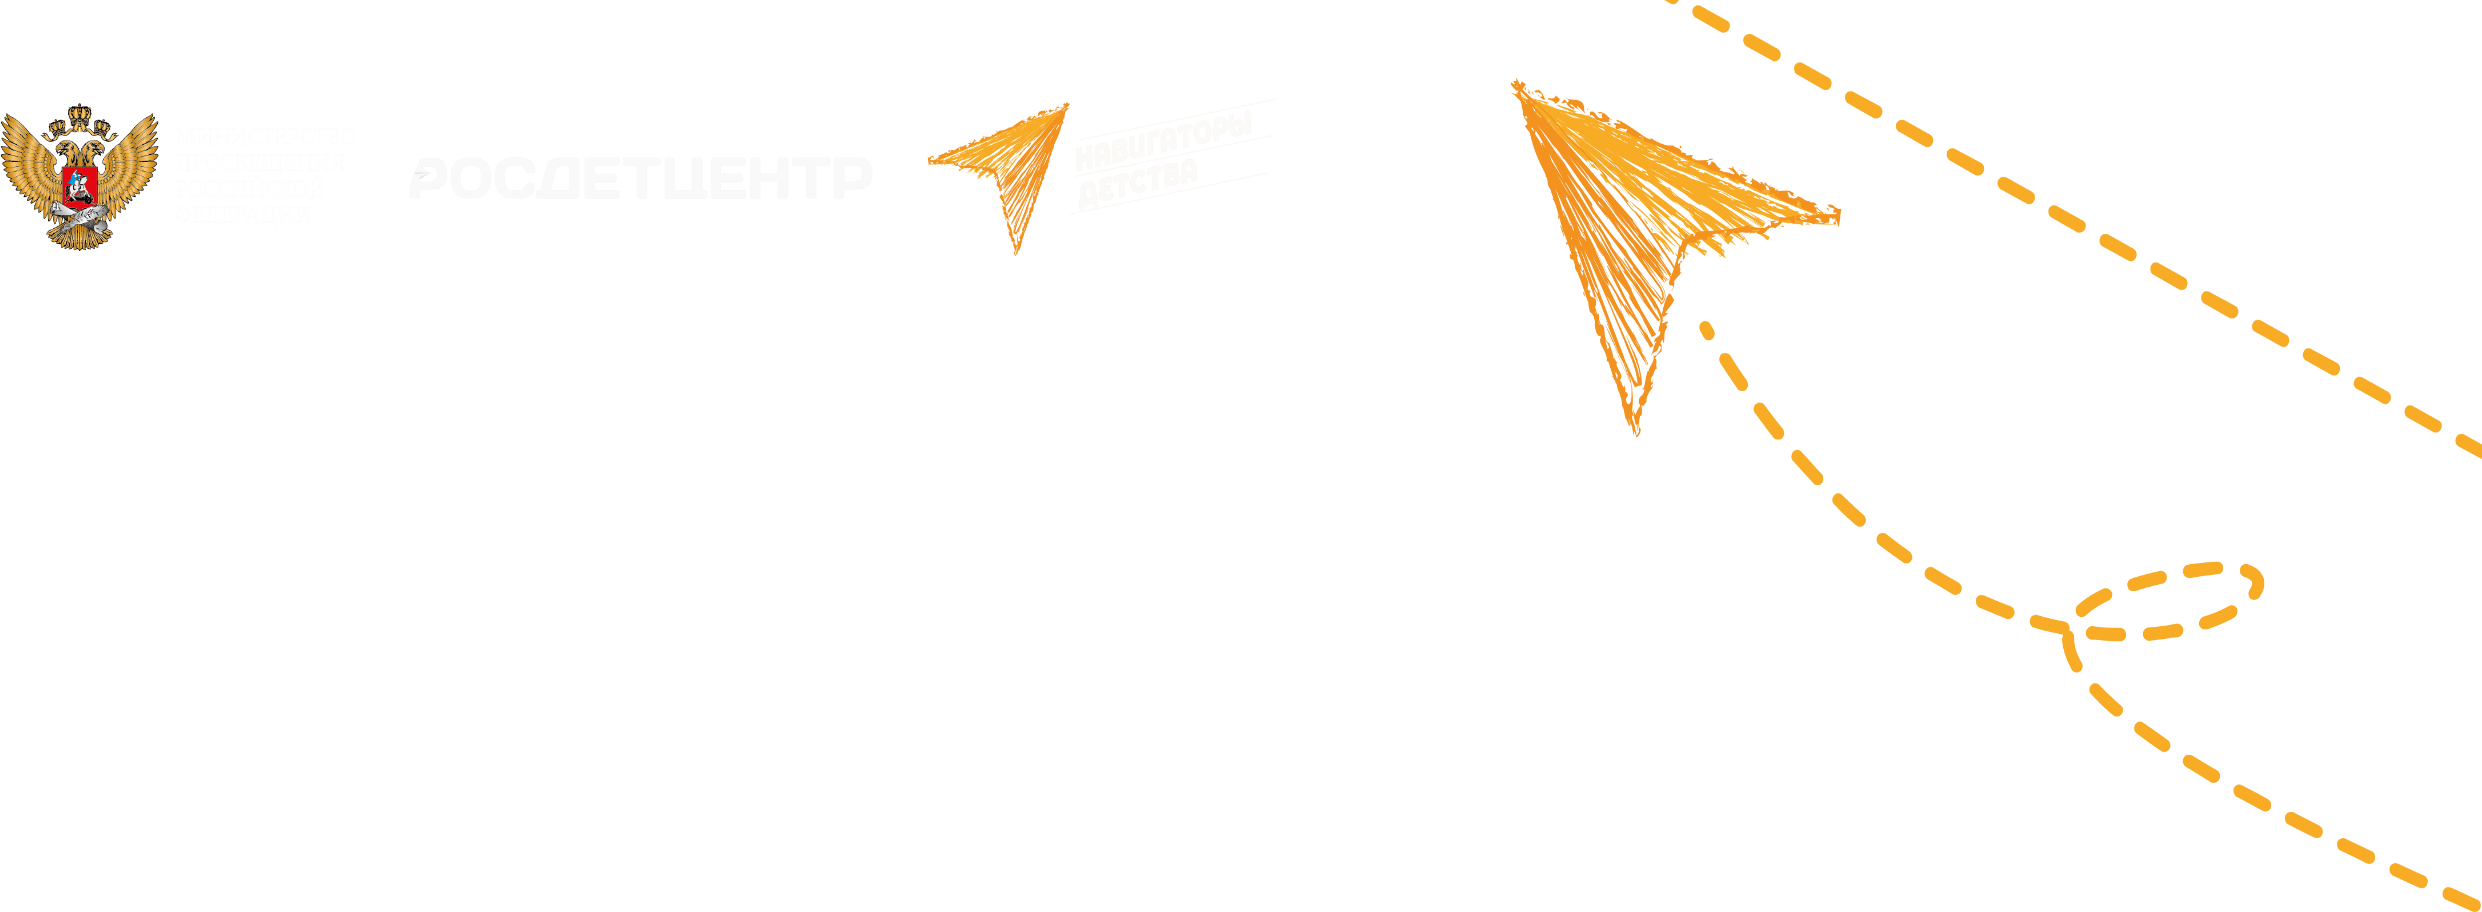 МИНИСТЕРСТВО
ПРОСВЕЩЕНИЯ
РОССИЙСКОЙ
ФЕДЕРАЦИИ
РОСДЕТЦЕНТР
НАВИГАТОРЫ
ДЕТСТВА